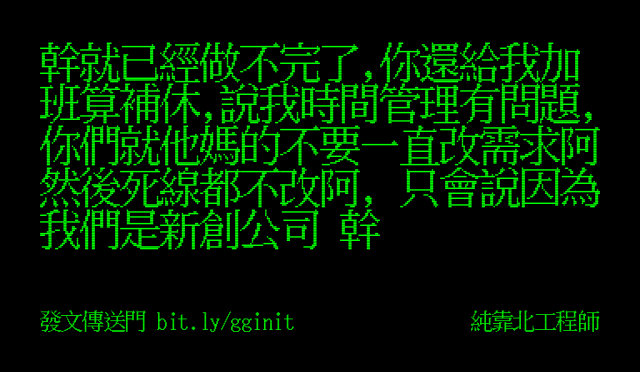 幹就已經做不完了,你還給我加
班算補休,說我時間管理有問題,
你們就他媽的不要一直改需求阿
然後死線都不改阿, 只會說因為
我們是新創公司 幹
發文傳送門 bit.ly/gginit
純靠北工程師